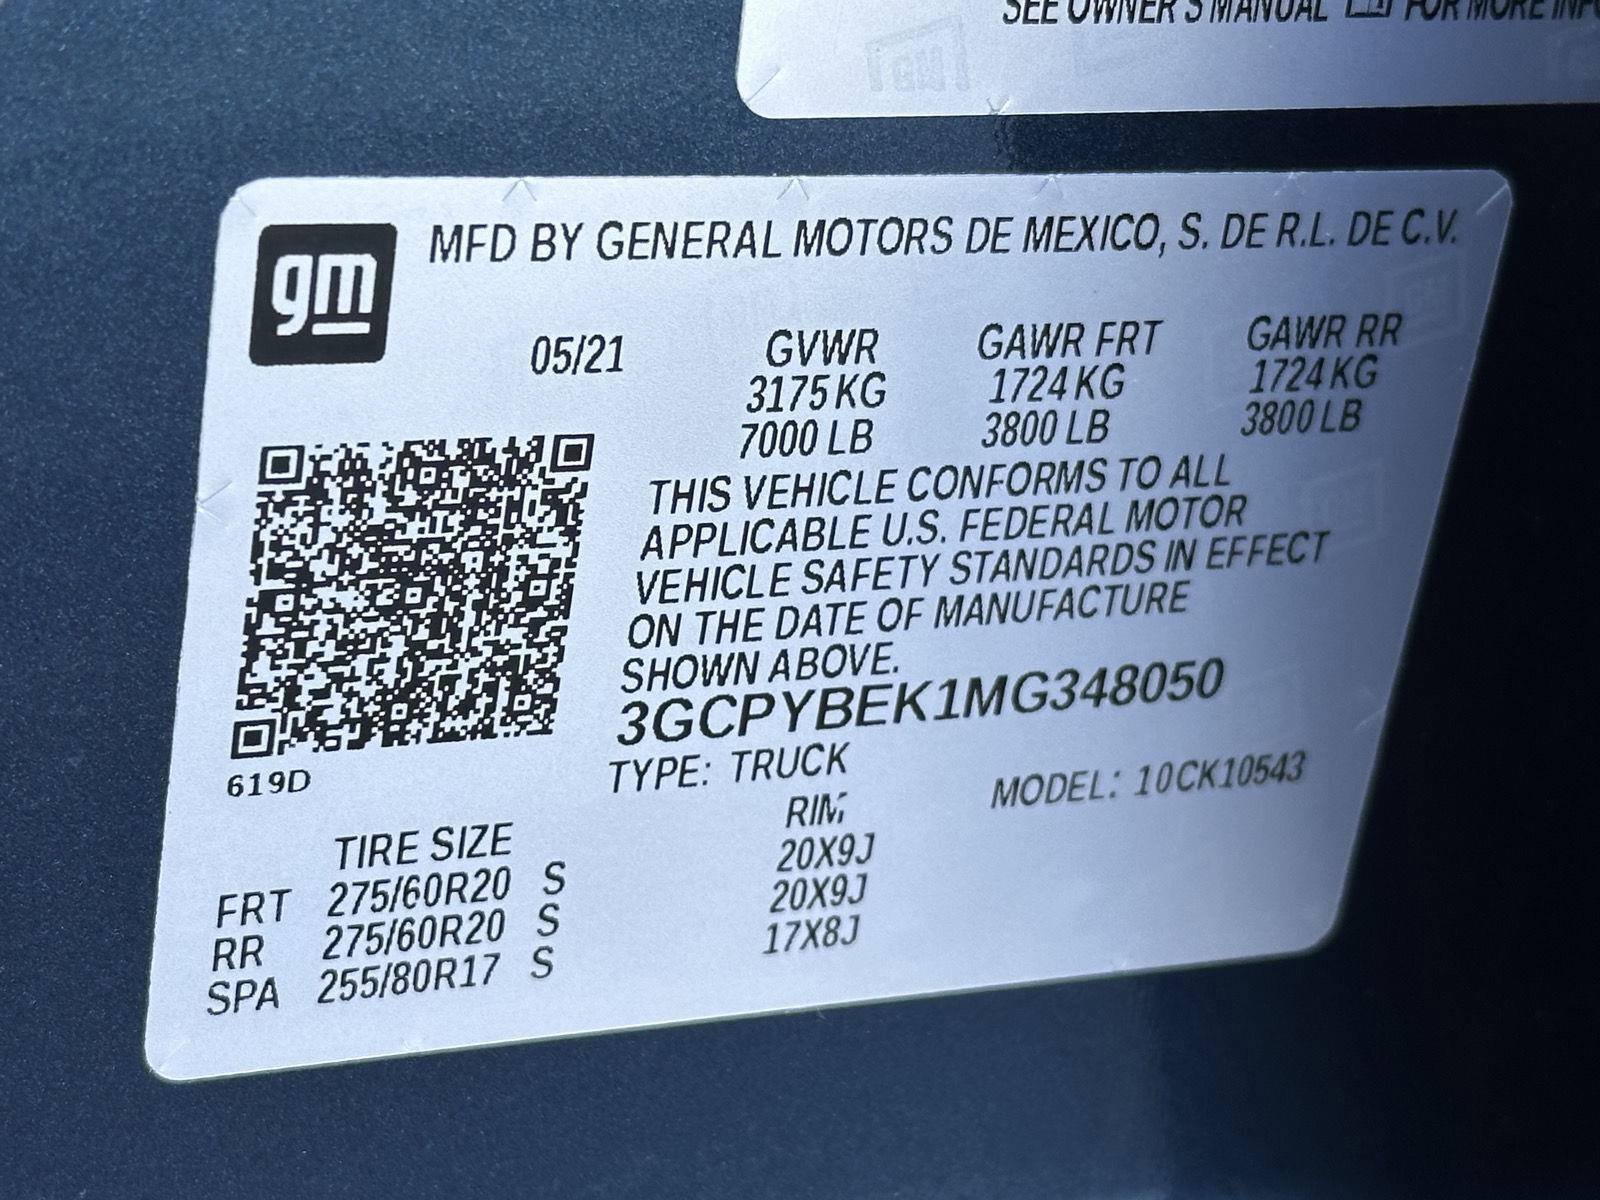 SEE OWNER'S MANUAL FOR MORE
gm
MFD BY GENERAL MOTORS DE MEXICO, S. DE R.L. DE C.V.
05/21 GVWR GAWR FRT GAWR RR
3175 KG 1724 KG 1724 KG
7000 LB 3800 LB 3800 LB
THIS VEHICLE CONFORMS TO ALL
APPLICABLE U.S. FEDERAL MOTOR
VEHICLE SAFETY STANDARDS IN EFFECT
ON THE DATE OF MANUFACTURE
SHOWN ABOVE.
3GCPYBEK1MG348050
619D
TYPE: TRUCK MODEL: 10CK10543
TIRE SIZE RIM
FRT 275/60R20 S 20X9J
RR 275/60R20 S 20X9J
SPA 255/80R17 S 17X8J